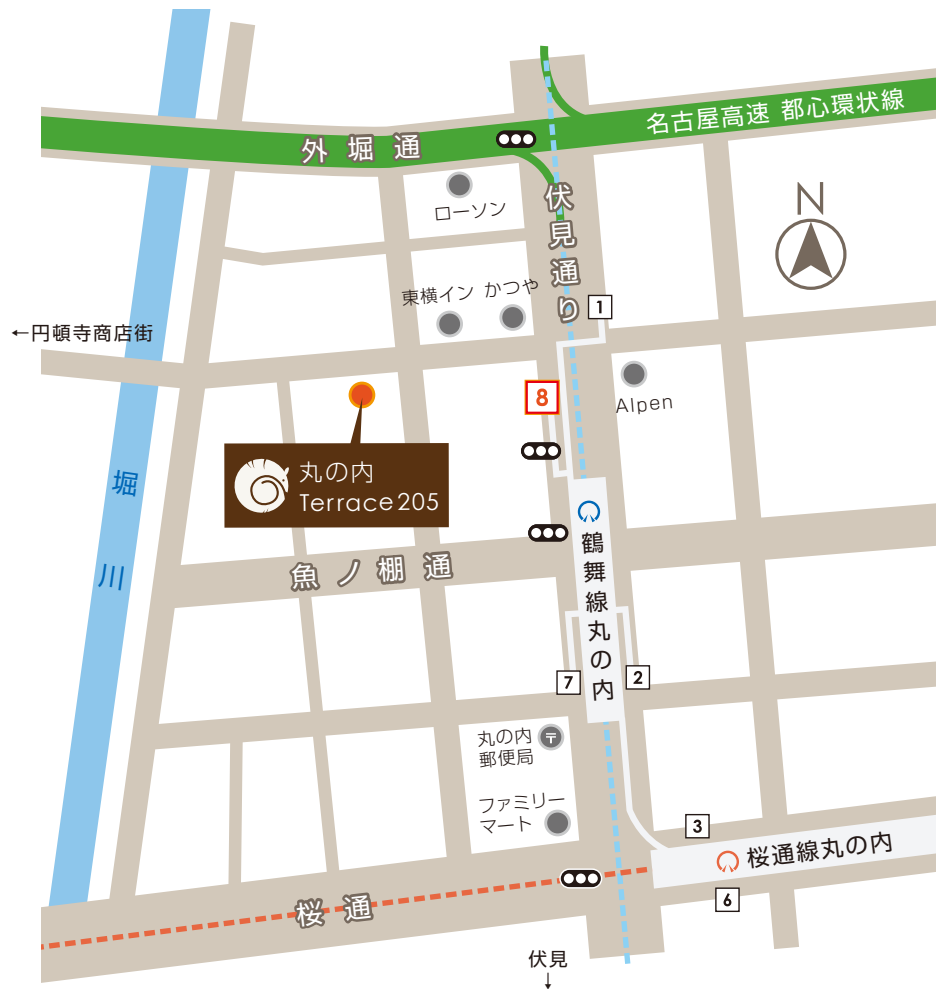 名古屋高速 都心環状線
外堀通
伏見通り
ローソン
N
東横イン
かつや
1
←円頓寺商店街
8
Alpen
丸の内
Terrace205
堀川
魚ノ棚通
鶴舞線丸の内
7
2
丸の内
郵便局
〒
ファミリー
マート
3
桜通線丸の内
6
桜通
伏見
↓